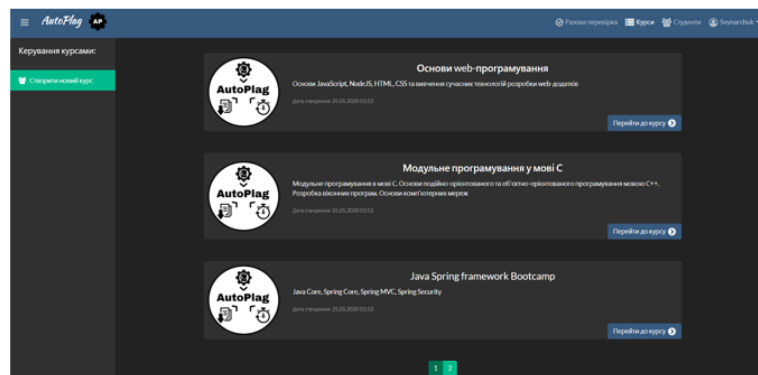 AutoPlag AP
Разова перевірка Курси Студенти Svynarchuk
Керування курсами:
Створити новий курс
AutoPlag
Основи web-програмування
Основи JavaScript, Node.JS, HTML, CSS та вивчення сучасних технологій розробки web-додатків
Дата створення: 25.05.2020 02:53
Перейти до курсу
AutoPlag
Модульне програмування у мові C
Модульне програмування в мові C. Основи подійно-орієнтованого та об'єктно-орієнтованого програмування мовою C++.
Розробка віконних програм. Основи комп'ютерних мереж
Дата створення: 25.05.2020 02:52
Перейти до курсу
AutoPlag
Java Spring framework Bootcamp
Java Core, Spring Core, Spring MVC, Spring Security
Дата створення: 25.05.2020 02:52
Перейти до курсу
1 2